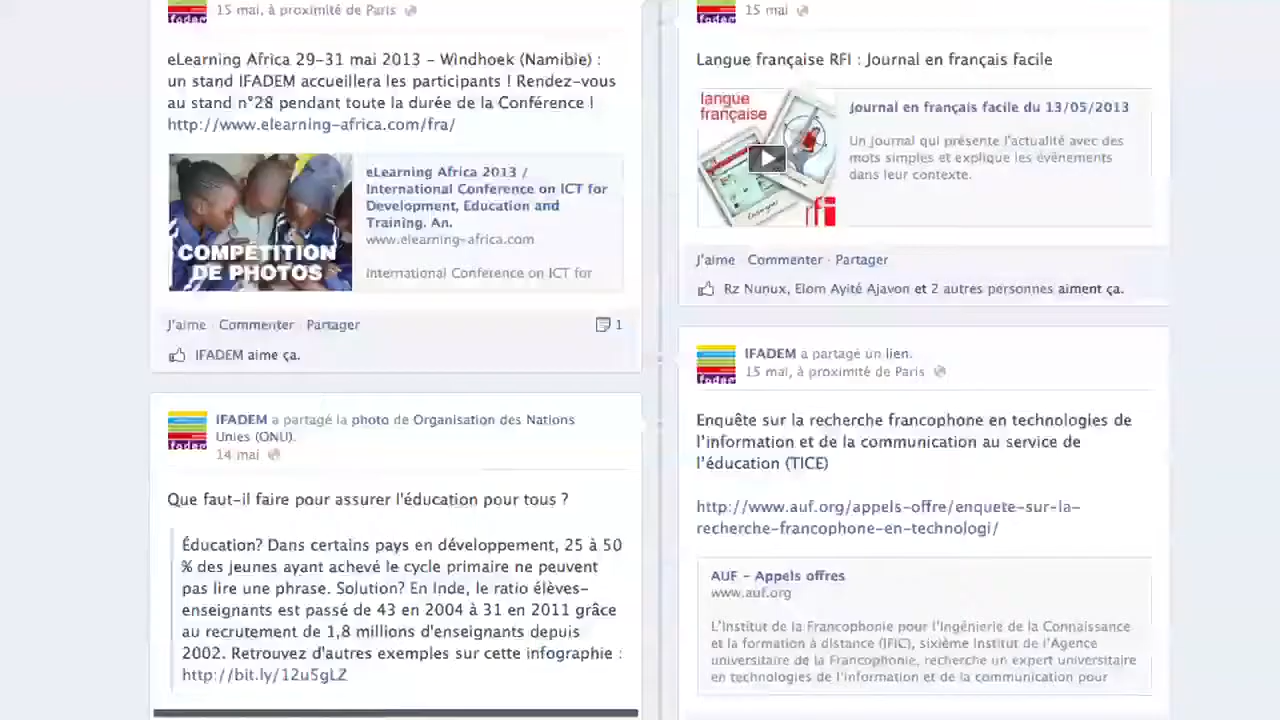 15 mai, à proximité de Paris
eLearning Africa 29-31 mai 2013 - Windhoek (Namibie) :
un stand IFADEM accueillera les participants ! Rendez-vous
au stand n°28 pendant toute la durée de la Conférence !
http://www.elearning-africa.com/fra/
COMPÉTITION
DE PHOTOS
eLearning Africa 2013 /
International Conference on ICT for
Development, Education and
Training. An.
www.elearning-africa.com
International Conference on ICT for
J'aime · Commenter · Partager
1
IFADEM aime ça.
ifadem
IFADEM a partagé la photo de Organisation des Nations
Unies (ONU).
14 mai
Que faut-il faire pour assurer l'éducation pour tous ?
Éducation? Dans certains pays en développement, 25 à 50
% des jeunes ayant achevé le cycle primaire ne peuvent
pas lire une phrase. Solution? En Inde, le ratio élèves-
enseignants est passé de 43 en 2004 à 31 en 2011 grâce
au recrutement de 1,8 millions d'enseignants depuis
2002. Retrouvez d'autres exemples sur cette infographie :
http://bit.ly/12u5gLZ
ifadem
15 mai
Langue française RFI : Journal en français facile
langue
française
rfi
Journal en français facile du 13/05/2013
Un journal qui présente l'actualité avec des
mots simples et explique les événements
dans leur contexte.
J'aime · Commenter · Partager
Rz Nunux, Elom Ayité Ajavon et 2 autres personnes aiment ça.
ifadem
IFADEM a partagé un lien.
15 mai, à proximité de Paris
Enquête sur la recherche francophone en technologies de
l'information et de la communication au service de
l'éducation (TICE)
http://www.auf.org/appels-offre/enquete-sur-la-
recherche-francophone-en-technologi/
AUF - Appels offres
www.auf.org
L'Institut de la Francophonie pour l'Ingénierie de la Connaissance
et la formation à distance (IFIC), sixième Institut de l'Agence
universitaire de la Francophonie, recherche un expert universitaire
en technologies de l'information et de la communication pour